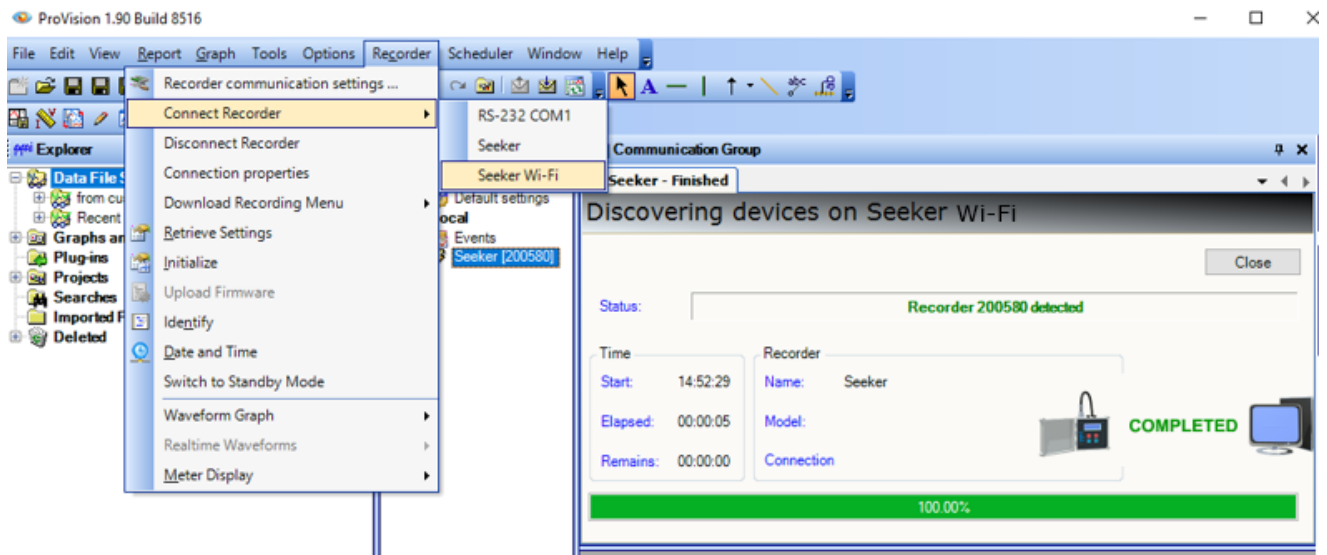 ProVision 1.90 Build 8516
File Edit View Report Graph Tools Options Recorder Scheduler Window Help
Recorder communication settings ...
Connect Recorder
Disconnect Recorder
Connection properties
Download Recording Menu
Retrieve Settings
Initialize
Upload Firmware
Identify
Date and Time
Switch to Standby Mode
Waveform Graph
Realtime Waveforms
Meter Display
RS-232 COM1
Seeker
Seeker Wi-Fi
A
abc
Explorer
Data File S
from cu
Recent
Graphs an
Plug-ins
Projects
Searches
Imported F
Deleted
Default settings
ocal
Events
Seeker [200580]
Communication Group
Seeker - Finished
Discovering devices on Seeker Wi-Fi
Close
Status: Recorder 200580 detected
Time
Start: 14:52:29
Elapsed: 00:00:05
Remains: 00:00:00
Recorder
Name: Seeker
Model:
Connection
COMPLETED
100.00%